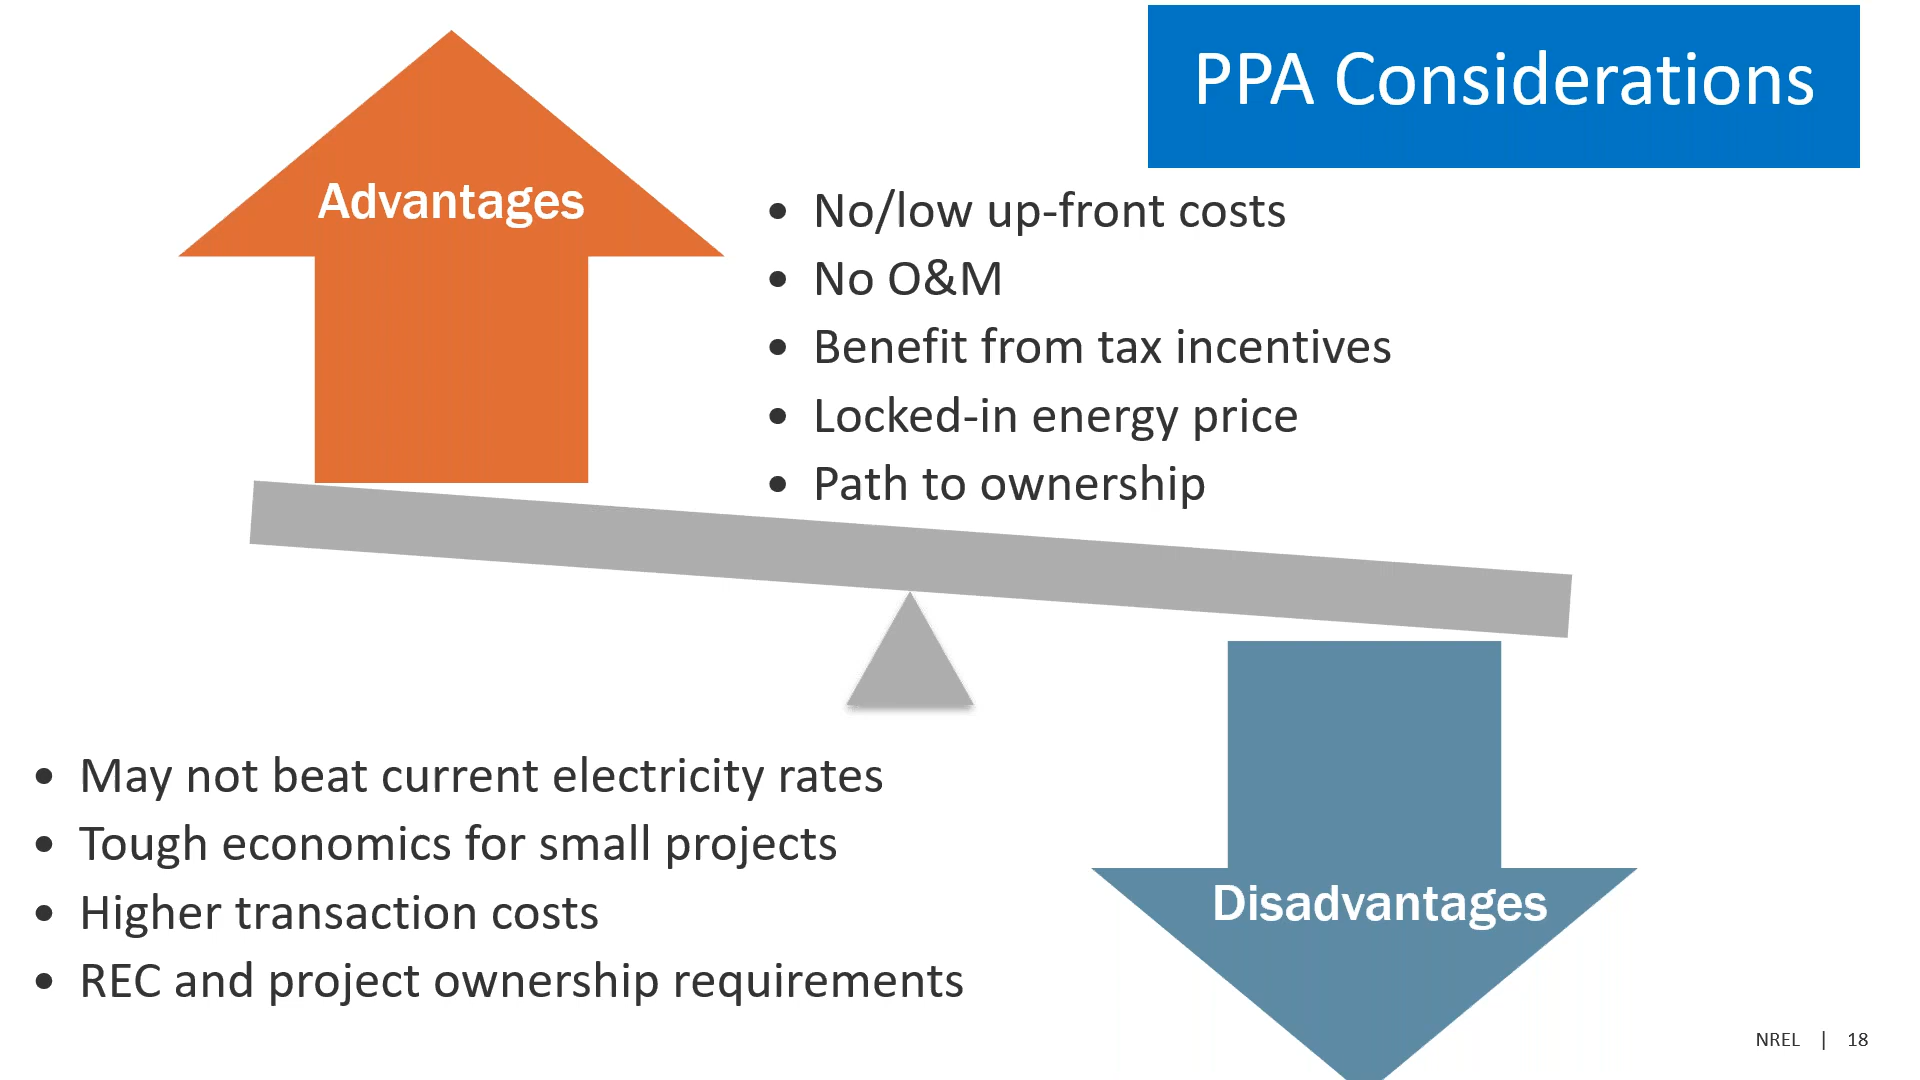 PPA Considerations
Advantages
• No/low up-front costs
• No O&M
• Benefit from tax incentives
• Locked-in energy price
• Path to ownership
• May not beat current electricity rates
• Tough economics for small projects
• Higher transaction costs
• REC and project ownership requirements
Disadvantages
NREL | 18